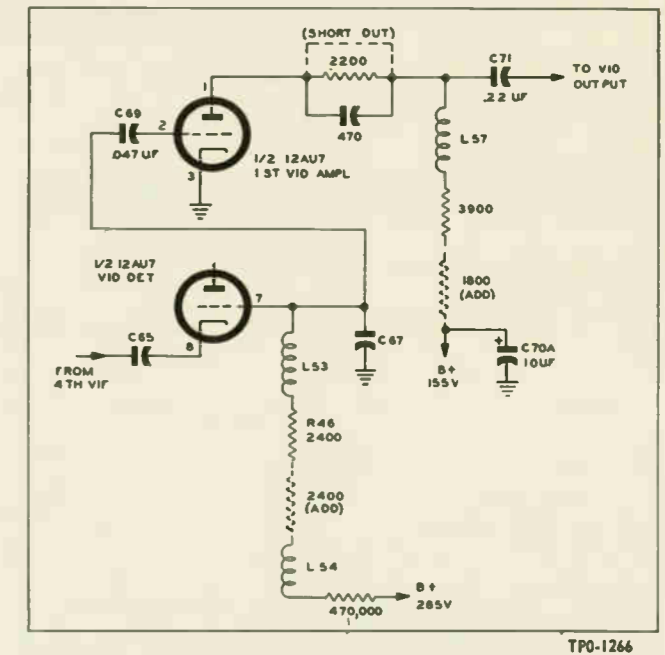 (SHORT OUT)
2200
470
C71
.22 UF
TO VID
OUTPUT
1
2
3
C69
.047 UF
1/2 12AU7
1 ST VID AMPL
L57
3900
1800
(ADD)
1/2 12AU7
VID DET
7
8
C65
FROM
4TH VIF
C67
L53
R46
2400
2400
(ADD)
L54
470,000
B+
265V
B+
155V
+
C70A
10UF
TPO-1266